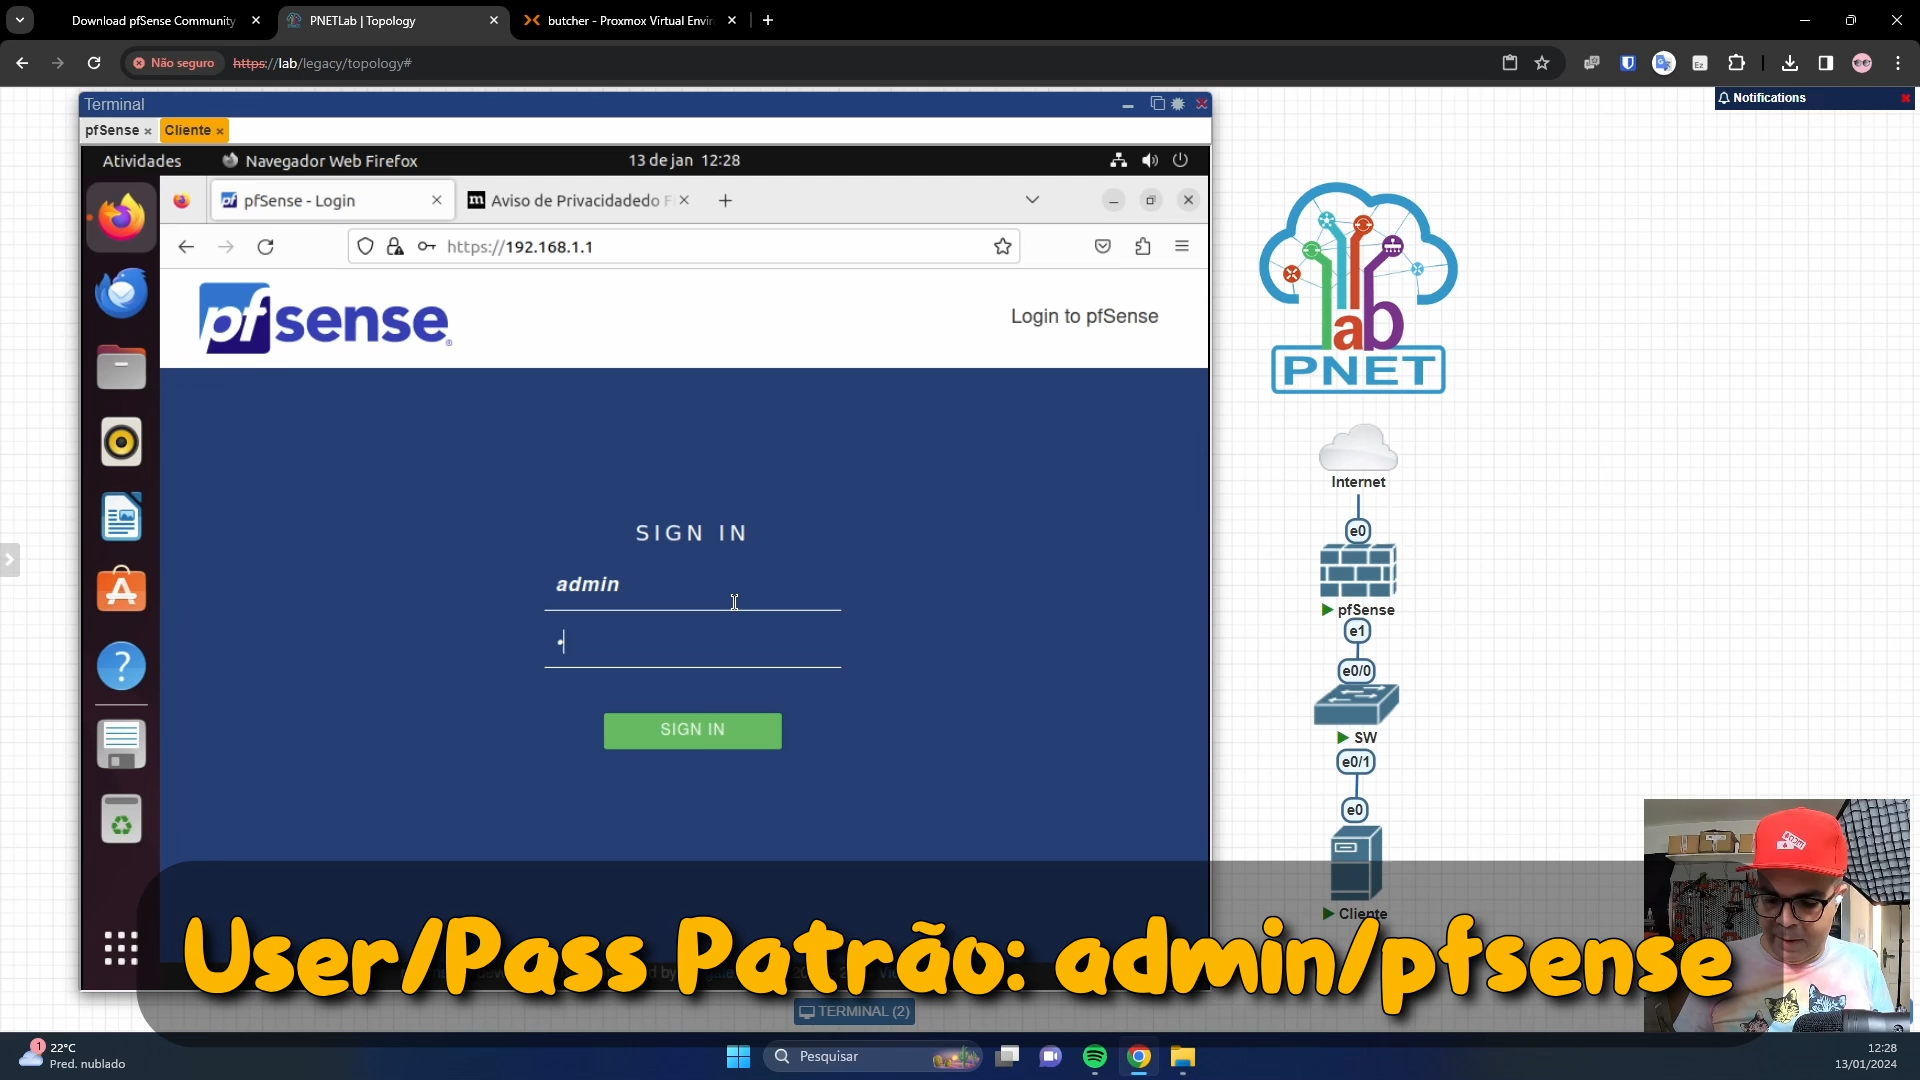 Download pfSense Community
PNETLab | Topology
butcher - Proxmox Virtual Envir
Não seguro
https://lab/legacy/topology#
Ez
Terminal
Notifications
pfSense
Cliente
Atividades
Navegador Web Firefox
13 de jan 12:28
pfSense - Login
m
Aviso de Privacidadedo F
https://192.168.1.1
pfsense
Login to pfSense
lab
PNET
Internet
e0
pfSense
e1
e0/0
SW
e0/1
e0
Cliente
SIGN IN
admin
SIGN IN
User/Pass Patrão: admin/pfsense
TERMINAL (2)
1
22°C
Pred. nublado
Pesquisar
12:28
13/01/2024